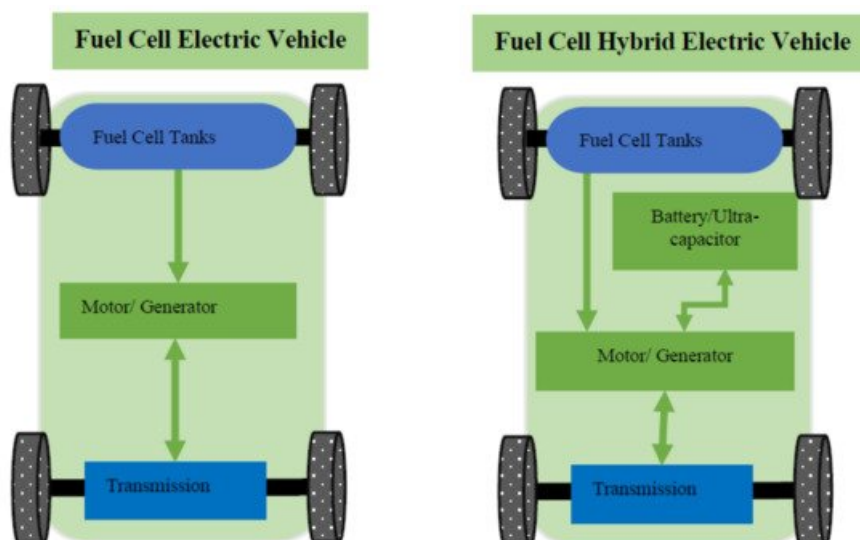 Fuel Cell Electric Vehicle
Fuel Cell Tanks
Motor/ Generator
Transmission
Fuel Cell Hybrid Electric Vehicle
Fuel Cell Tanks
Battery/Ultra-
capacitor
Motor/ Generator
Transmission